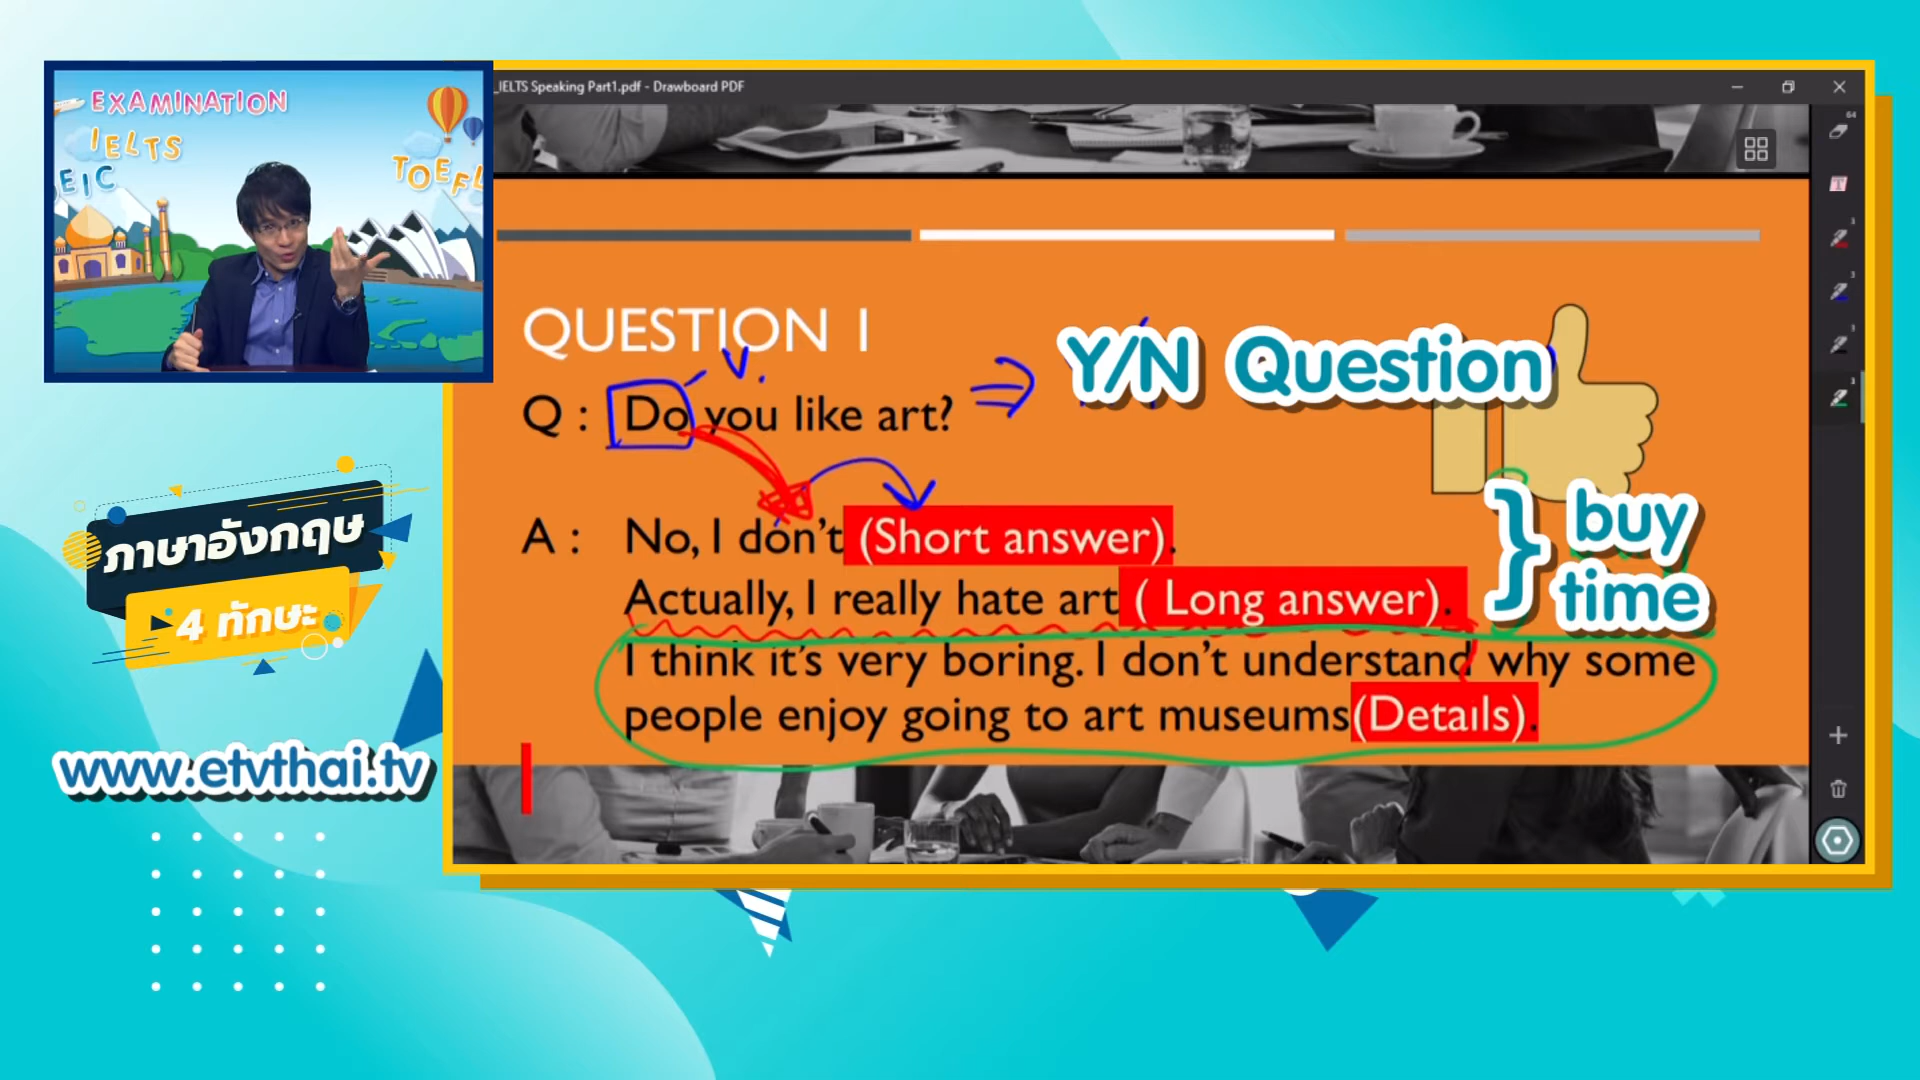 EXAMINATION
IELTS
EIC
TOEFL
_IELTS Speaking Part1.pdf - Drawboard PDF
64
QUESTION 1
v.
Y/N Question
Q : Do you like art?
A : No, I don't (Short answer).
Actually, I really hate art ( Long answer).
buy
time
I think it's very boring. I don't understand why some
people enjoy going to art museums(Details).
ภาษาอังกฤษ
4 ทักษะ
www.etvthai.tv